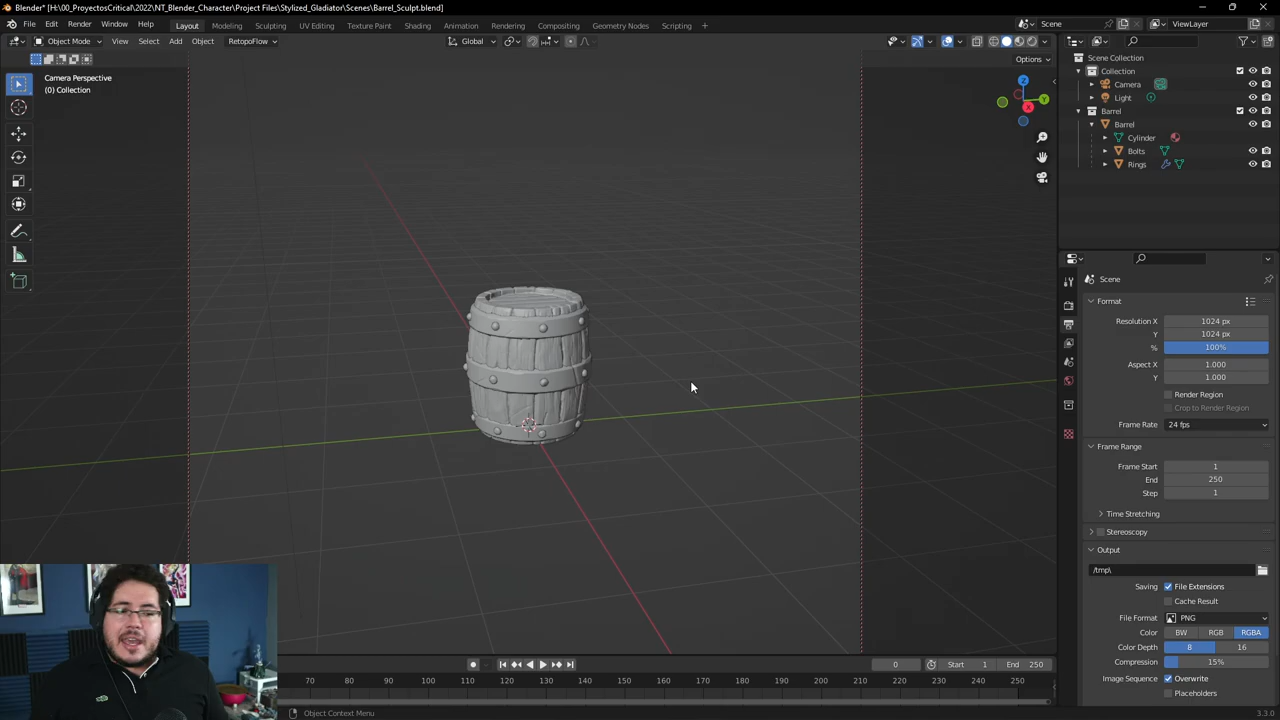 Blender* [H:\00_ProyectosCritical\2022\NT_Blender_Character\Project Files\Stylized_Gladiator\Scenes\Barrel_Sculpt.blend]
File Edit Render Window Help Layout Modeling Sculpting UV Editing Texture Paint Shading Animation Rendering Compositing Geometry Nodes Scripting + Scene ViewLayer
Object Mode View Select Add Object RetopoFlow Global
Options
Camera Perspective
(0) Collection
Z
Y
X
Scene Collection
Collection
Camera
Light
Barrel
Barrel
Cylinder
Bolts
Rings
Scene
Format
Resolution X 1024 px
Y 1024 px
% 100%
Aspect X 1.000
Y 1.000
Render Region
Crop to Render Region
Frame Rate 24 fps
Frame Range
Frame Start 1
End 250
Step 1
Time Stretching
Stereoscopy
Output
/tmp\
Saving File Extensions
Cache Result
File Format PNG
Color BW RGB RGBA
Color Depth 8 16
Compression 15%
Image Sequence Overwrite
Placeholders
0 Start 1 End 250
70 80 90 100 110 120 130 140 150 160 170 180 190 200 210 220 230 240 250
Object Context Menu
3.3.0